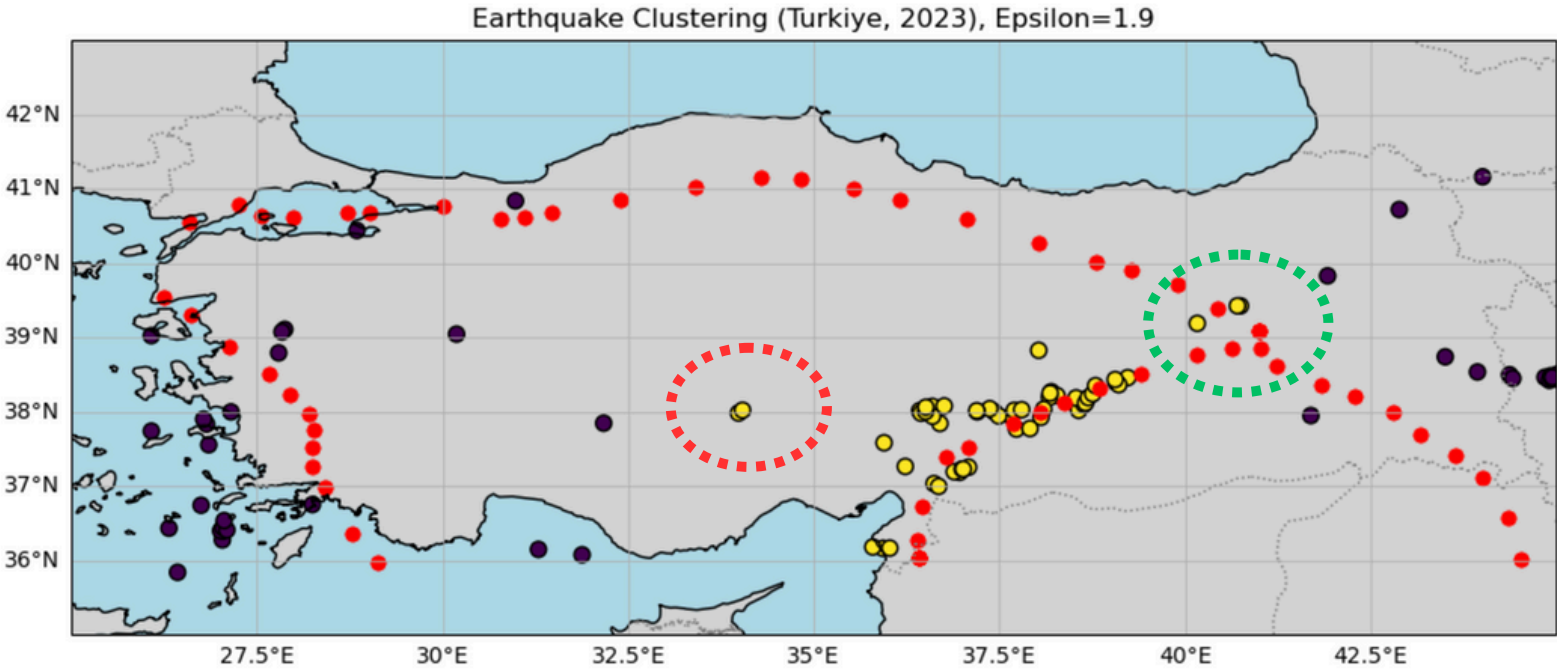 Earthquake Clustering (Turkiye, 2023), Epsilon=1.9
42°N
41°N
40°N
39°N
38°N
37°N
36°N
27.5°E 30°E 32.5°E 35°E 37.5°E 40°E 42.5°E